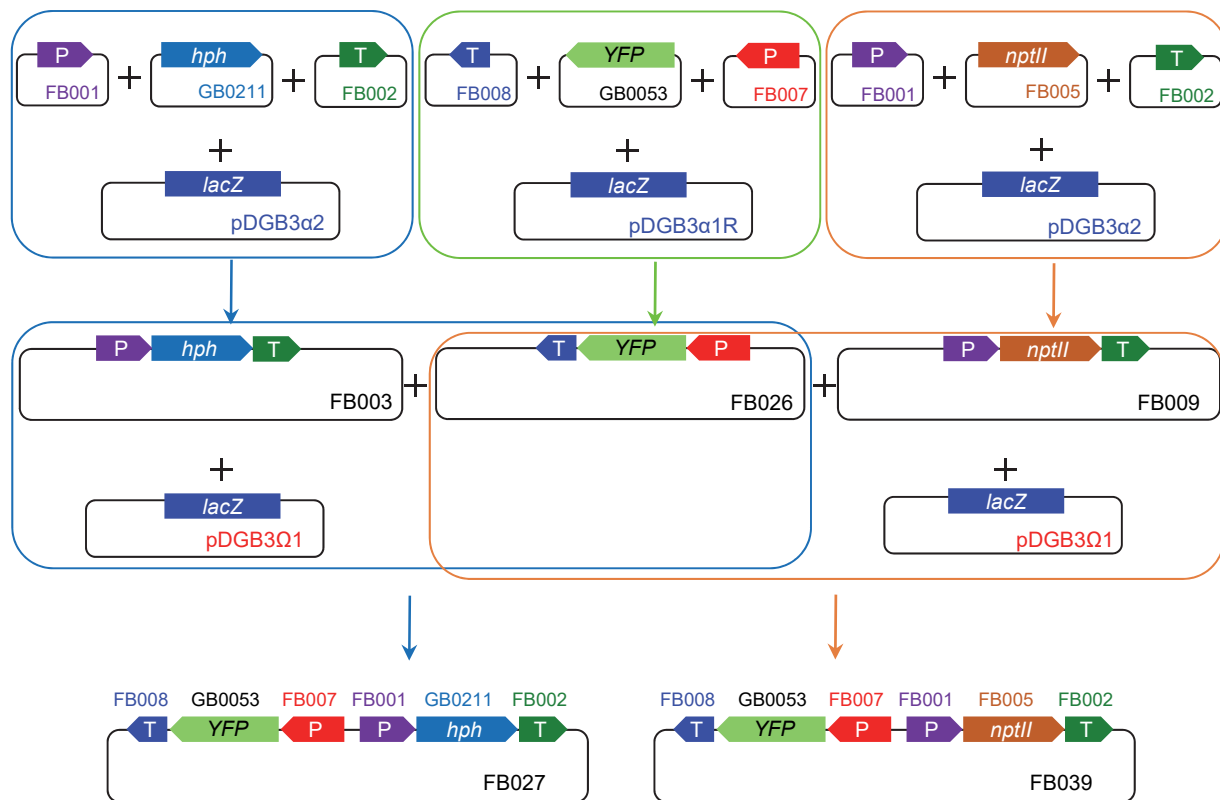 P hph T T YFP P P nptII T
FB001 GB0211 FB002 FB008 GB0053 FB007 FB001 FB005 FB002
+ + + + + +
+ + +
lacZ lacZ lacZ
pDGB3α2 pDGB3α1R pDGB3α2
P hph T T YFP P P nptII T
+ +
FB003 FB026 FB009
+ +
lacZ lacZ
pDGB3Ω1 pDGB3Ω1
FB008 GB0053 FB007 FB001 GB0211 FB002 FB008 GB0053 FB007 FB001 FB005 FB002
T YFP P P hph T T YFP P P nptII T
FB027 FB039